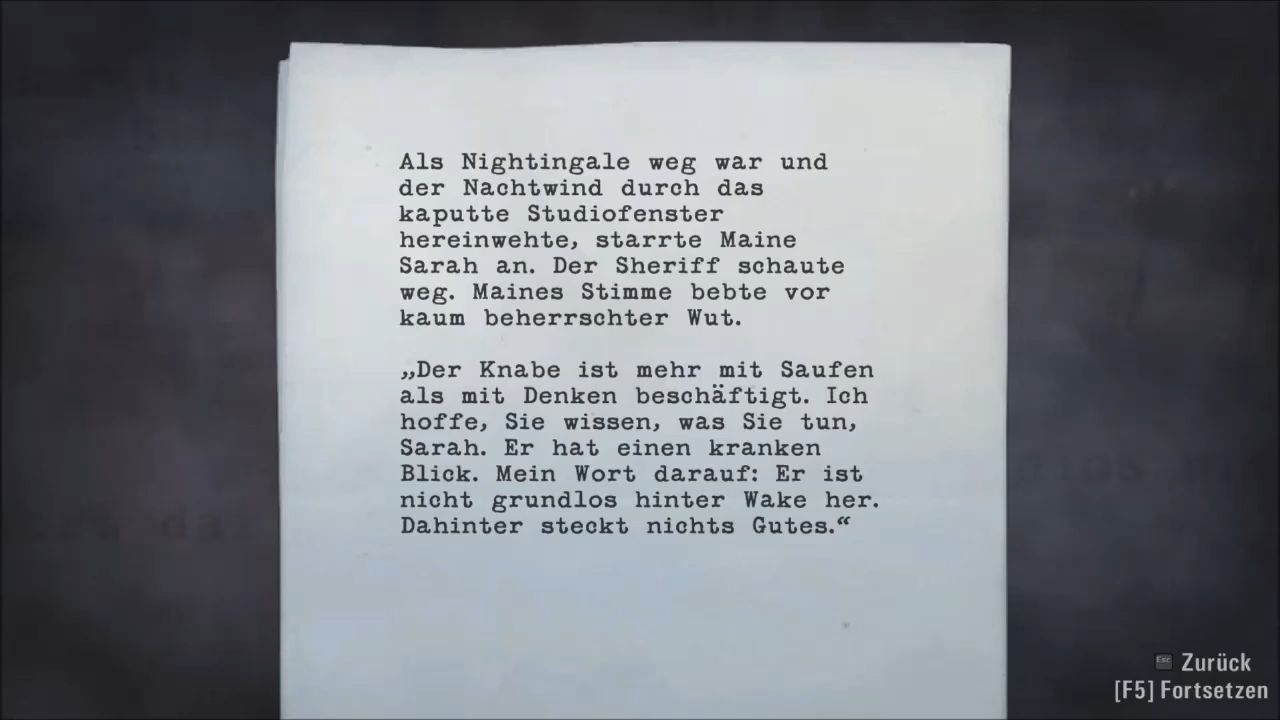 Als Nightingale weg war und
der Nachtwind durch das
kaputte Studiofenster
hereinwehte, starrte Maine
Sarah an. Der Sheriff schaute
weg. Maines Stimme bebte vor
kaum beherrschter Wut.
„Der Knabe ist mehr mit Saufen
als mit Denken beschäftigt. Ich
hoffe, Sie wissen, was Sie tun,
Sarah. Er hat einen kranken
Blick. Mein Wort darauf: Er ist
nicht grundlos hinter Wake her.
Dahinter steckt nichts Gutes.“
Esc Zurück
[F5] Fortsetzen